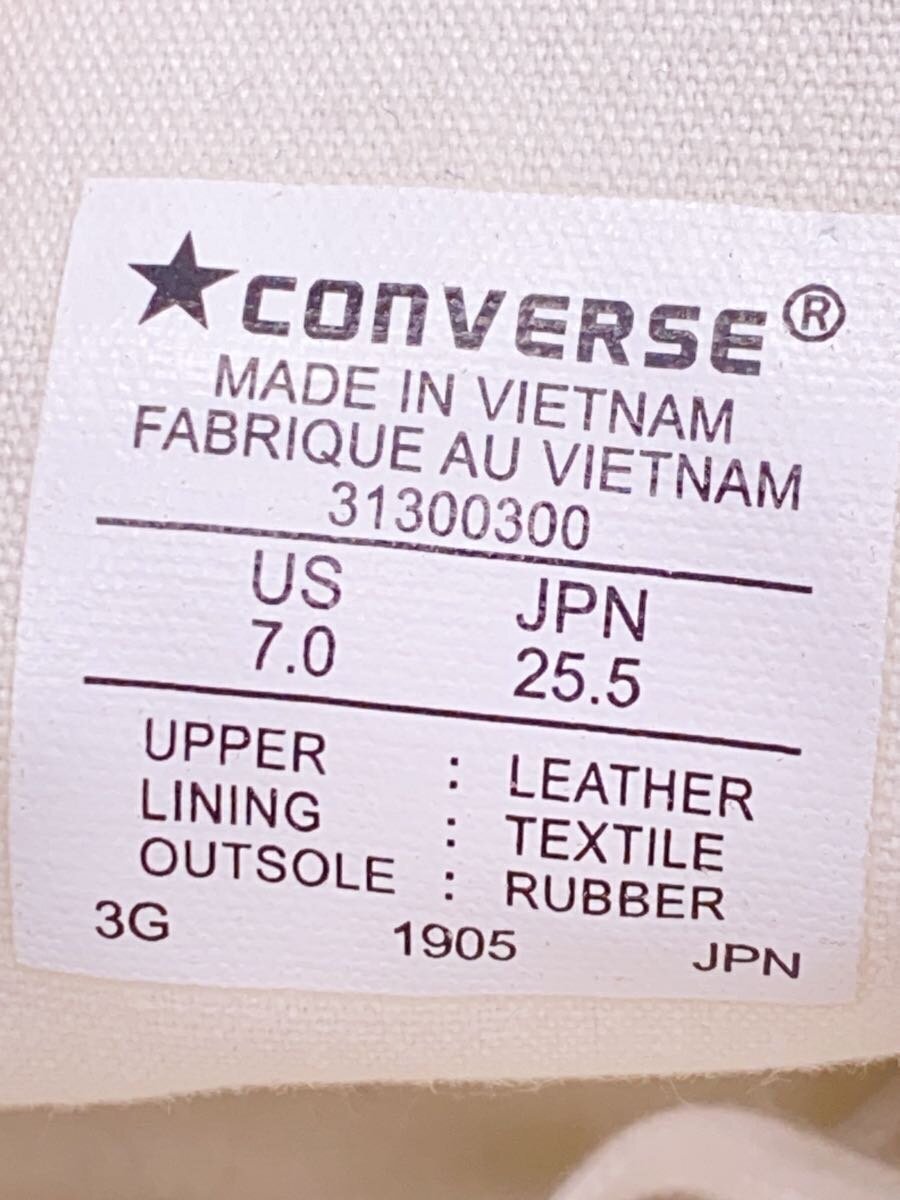 ★CONVERSE®
MADE IN VIETNAM
FABRIQUE AU VIETNAM
31300300
US JPN
7.0 25.5
UPPER : LEATHER
LINING : TEXTILE
OUTSOLE : RUBBER
3G 1905 JPN